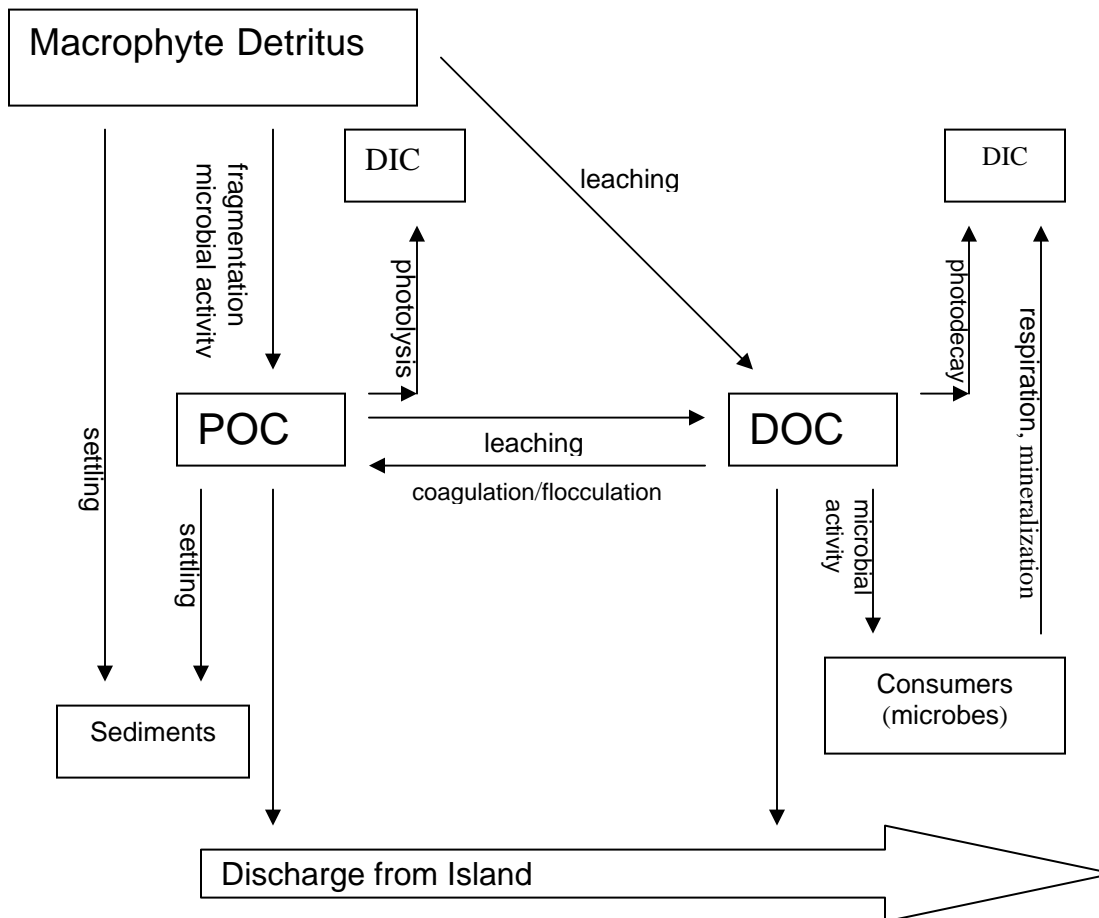 Macrophyte Detritus
DIC
DIC
leaching
fragmentation
microbial activity
photolysis
photodecay
respiration, mineralization
settling
POC
DOC
leaching
coagulation/flocculation
settling
microbial
activity
Sediments
Consumers
(microbes)
Discharge from Island